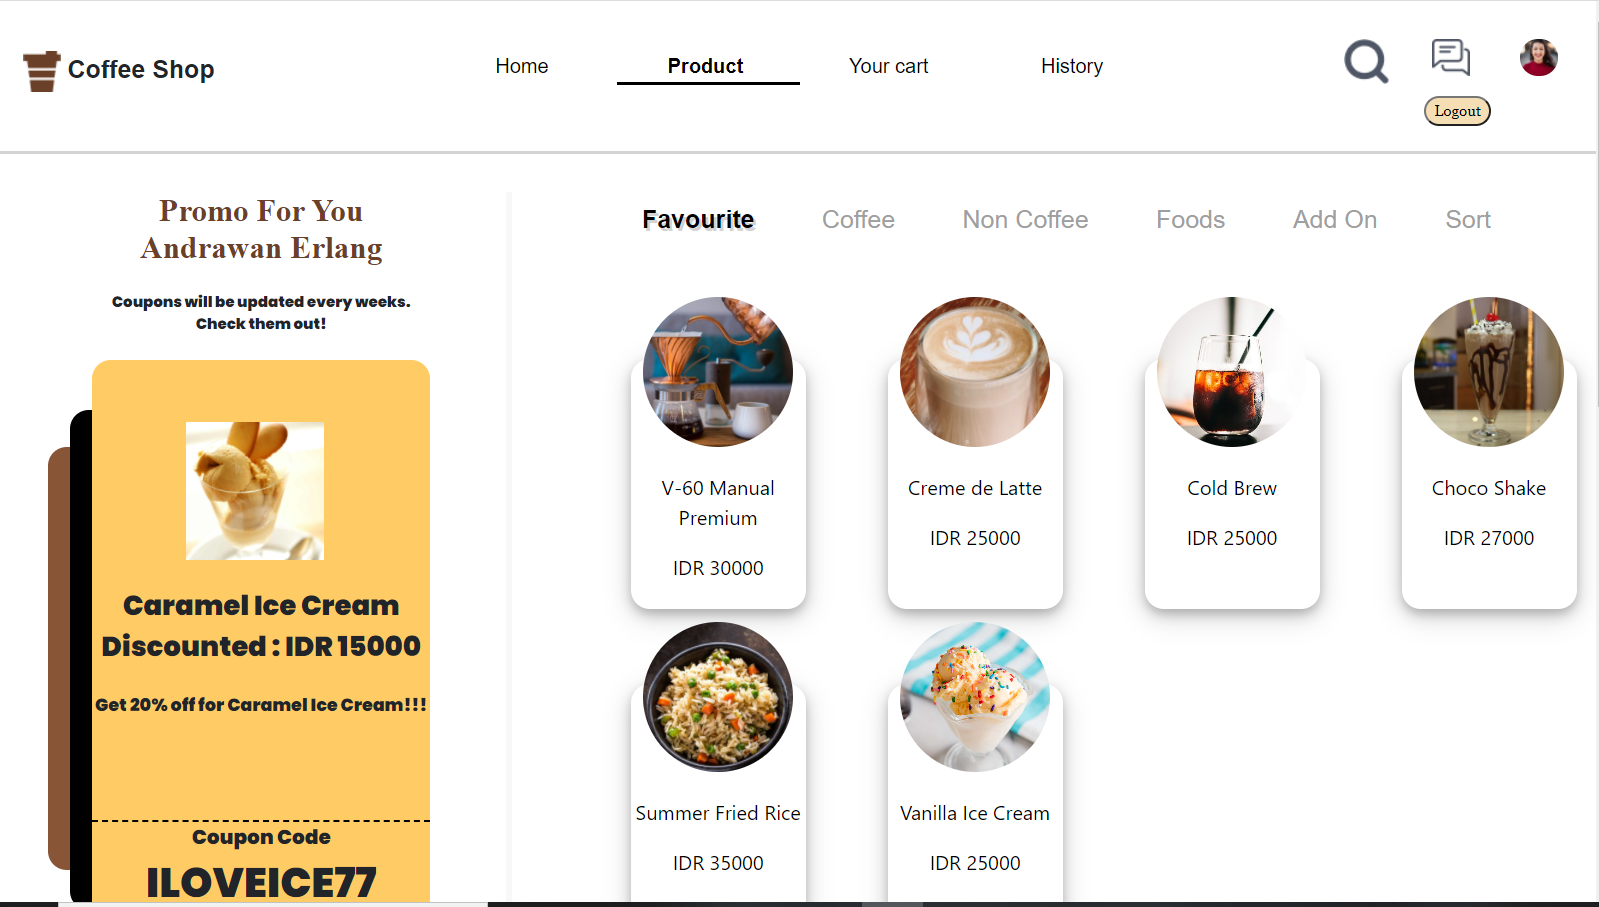 Coffee Shop
Home
Product
Your cart
History
Logout
Promo For You
Andrawan Erlang
Coupons will be updated every weeks.
Check them out!
Caramel Ice Cream
Discounted : IDR 15000
Get 20% off for Caramel Ice Cream!!!
Coupon Code
ILOVEICE77
Favourite
Coffee
Non Coffee
Foods
Add On
Sort
V-60 Manual
Premium
IDR 30000
Creme de Latte
IDR 25000
Cold Brew
IDR 25000
Choco Shake
IDR 27000
Summer Fried Rice
IDR 35000
Vanilla Ice Cream
IDR 25000